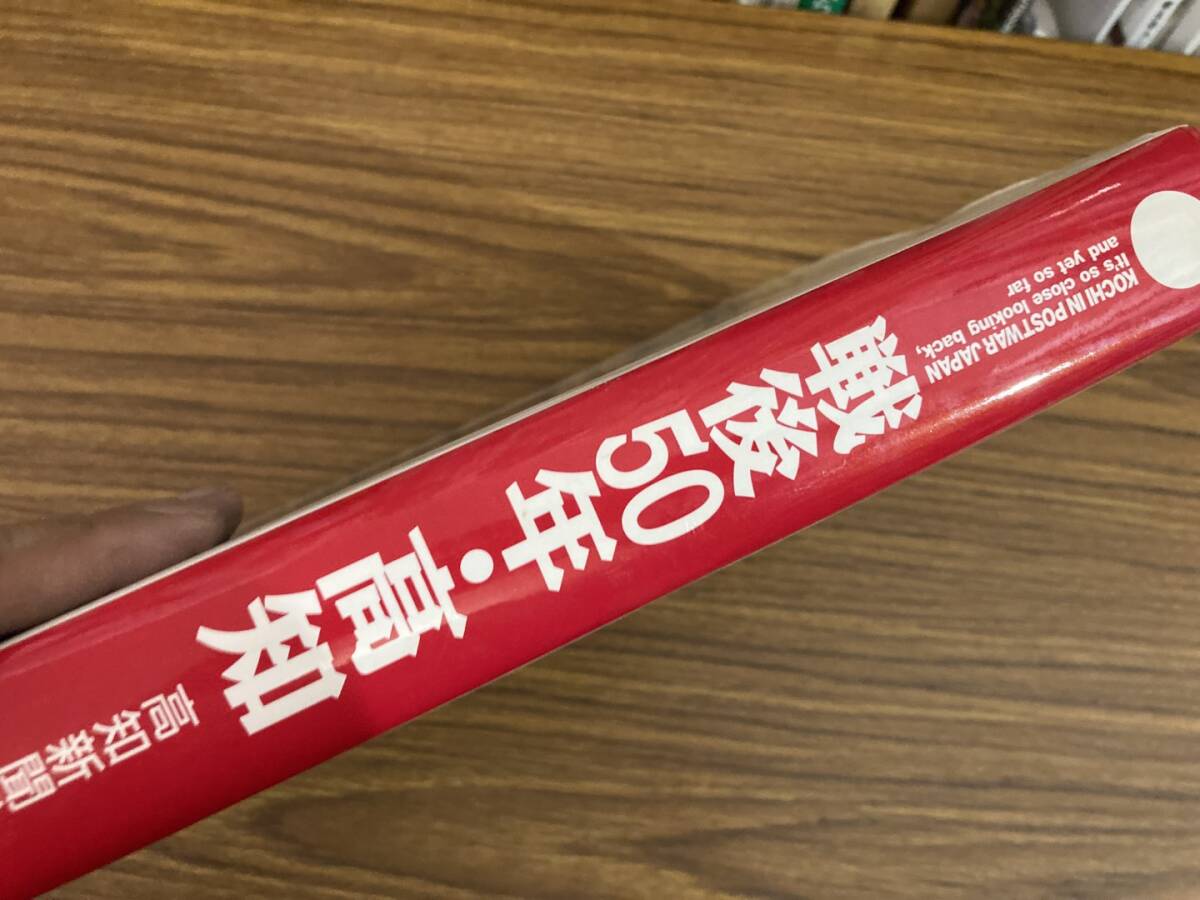 KOCHI IN POSTWAR JAPAN
It's so close looking back,
and yet so far
戦後50年・高知
高知新聞